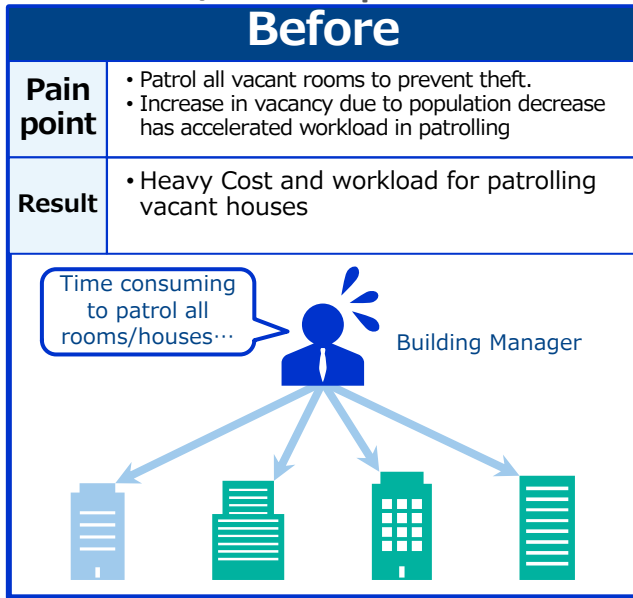 Before
Pain
point
• Patrol all vacant rooms to prevent theft.
• Increase in vacancy due to population decrease
has accelerated workload in patrolling
Result
• Heavy Cost and workload for patrolling
vacant houses
Time consuming
to patrol all
rooms/houses…
Building Manager